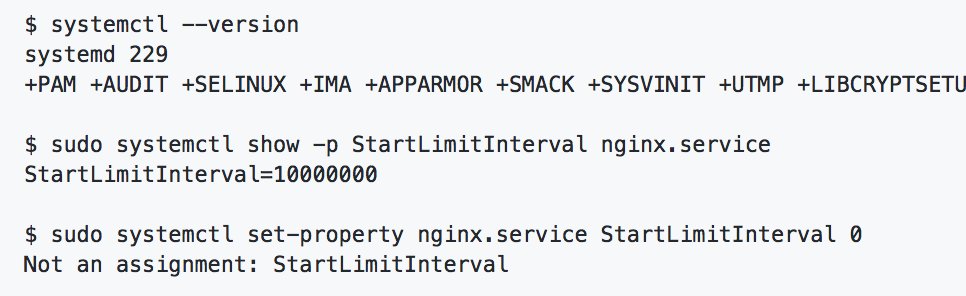 $ systemctl --version
systemd 229
+PAM +AUDIT +SELINUX +IMA +APPARMOR +SMACK +SYSVINIT +UTMP +LIBCRYPTSETU
$ sudo systemctl show -p StartLimitInterval nginx.service
StartLimitInterval=10000000
$ sudo systemctl set-property nginx.service StartLimitInterval 0
Not an assignment: StartLimitInterval